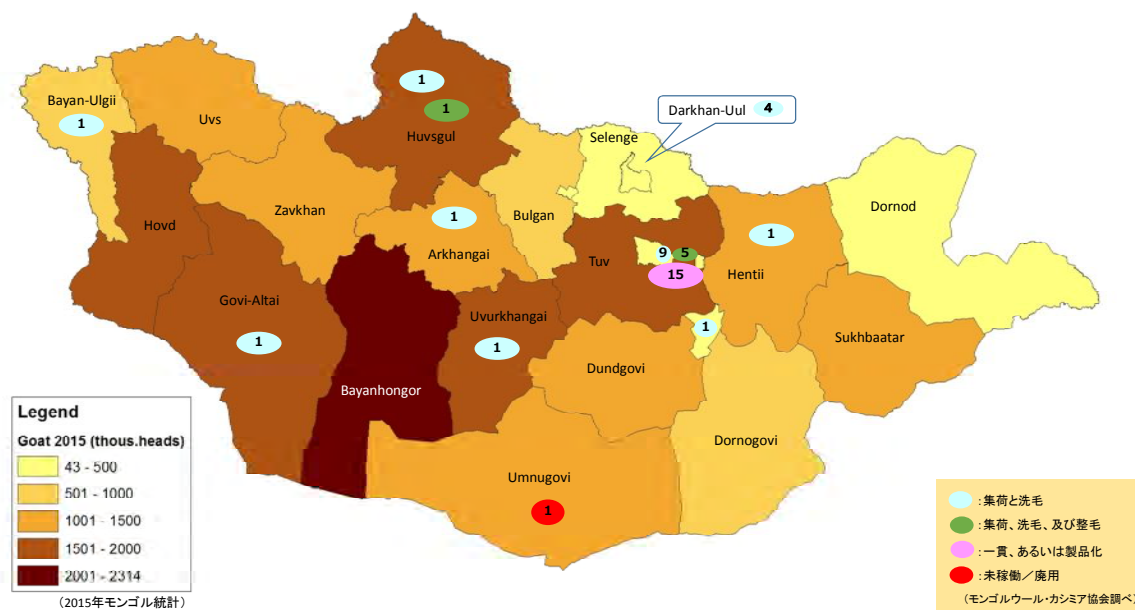 Bayan-Ulgii
1
Uvs
1
1
Huvsgul
Darkhan-Uul 4
Selenge
Dornod
Hovd
Zavkhan
1
Arkhangai
Bulgan
Tuv
9 5
15
1
Hentii
Govi-Altai
1
Uvurkhangai
1
1
Sukhbaatar
Dundgovi
Bayanhongor
Dornogovi
Umnugovi
1
Legend
Goat 2015 (thous.heads)
43 - 500
501 - 1000
1001 - 1500
1501 - 2000
2001 - 2314
(2015年モンゴル統計)
:集荷と洗毛
:集荷、洗毛、及び整毛
:一貫、あるいは製品化
:未稼働/廃用
(モンゴルウール・カシミア協会調べ)